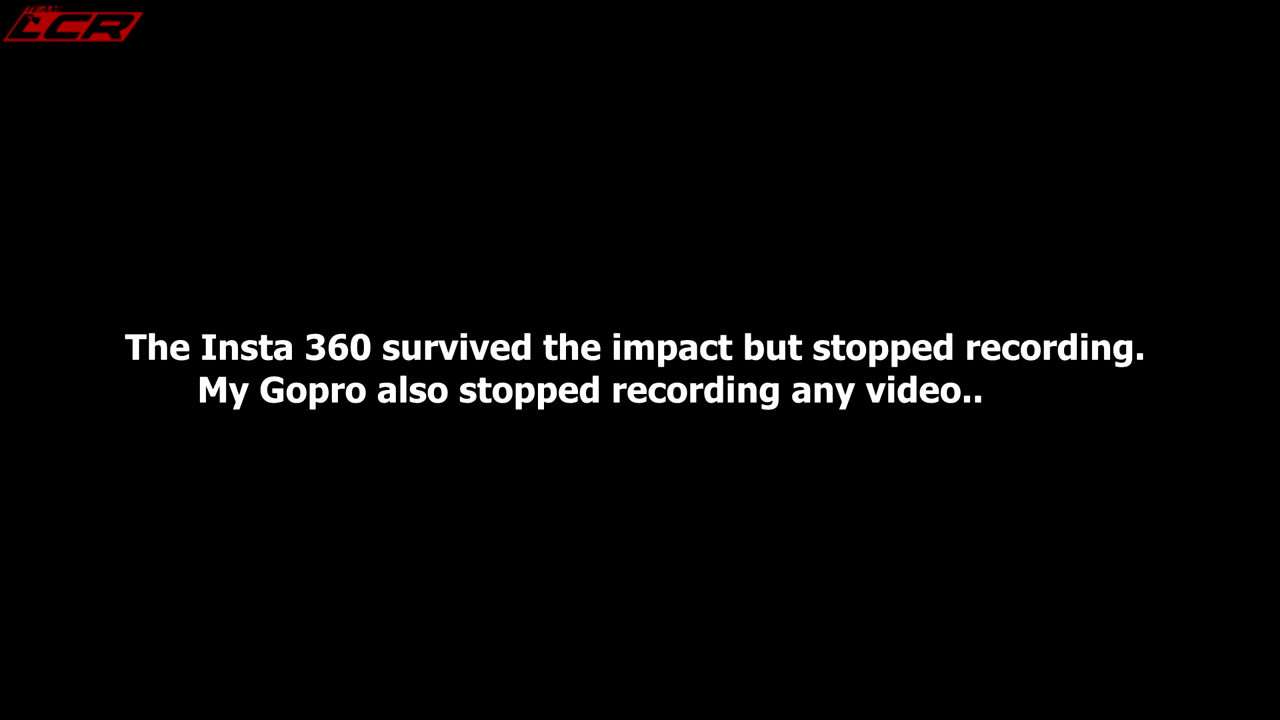 LCR
The Insta 360 survived the impact but stopped recording.
My Gopro also stopped recording any video..